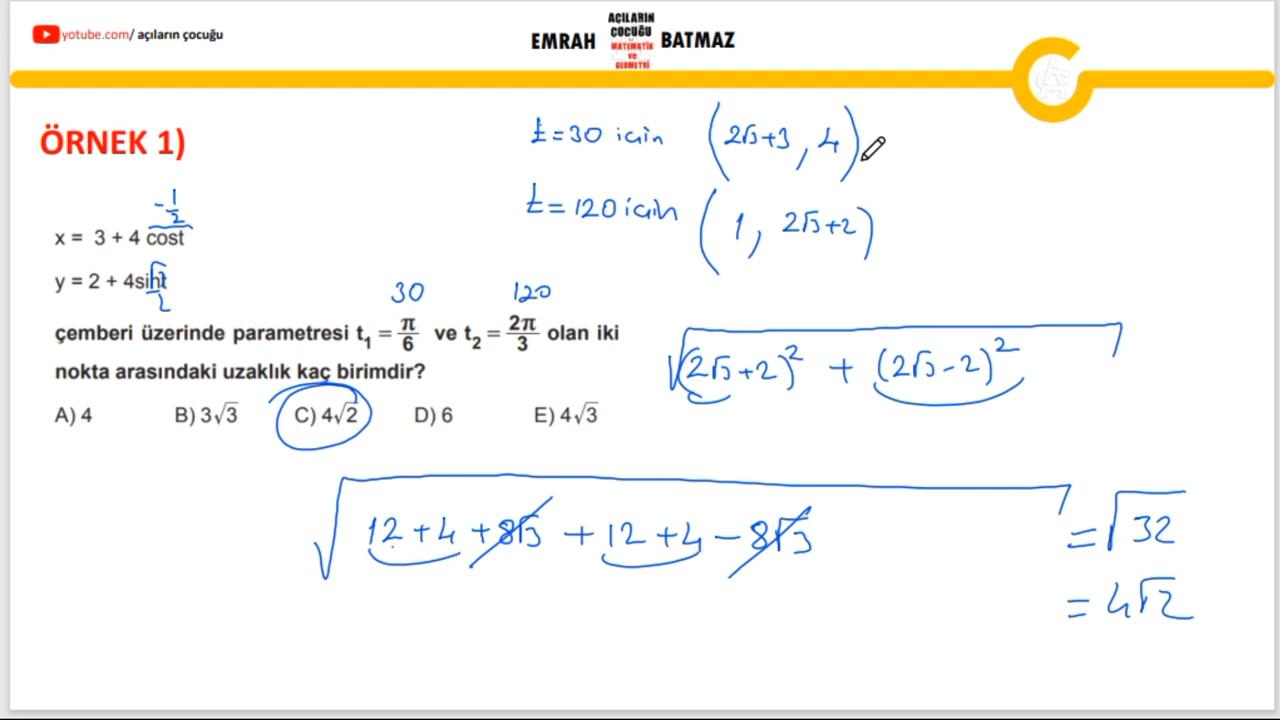 yotube.com/ açıların çocuğu
EMRAH
AÇILARIN
ÇOCUĞU
MATEMATİK
ve
GEOMETRİ
BATMAZ
ÖRNEK 1)
t = 30 için (2√3+3, 4)
t = 120 için (1, 2√3+2)
-1/2
x = 3 + 4 cost
y = 2 + 4sint
√3/2
30 120
çemberi üzerinde parametresi t₁ = π/6 ve t₂ = 2π/3 olan iki
nokta arasındaki uzaklık kaç birimdir?
A) 4 B) 3√3 C) 4√2 D) 6 E) 4√3
√((2√3+2)² + (2√3-2)²)
√(12+4+8√3 + 12+4-8√3) = √32
= 4√2